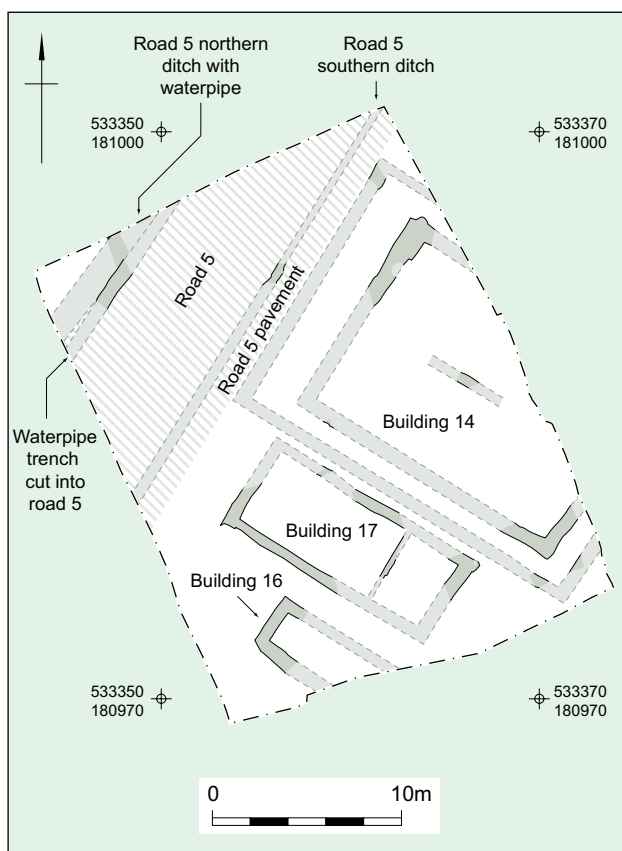 Road 5 northern
ditch with
waterpipe
Road 5
southern ditch
533350
181000
533370
181000
Road 5
Road 5 pavement
Building 14
Waterpipe
trench
cut into
road 5
Building 17
Building 16
533350
180970
533370
180970
0
10m